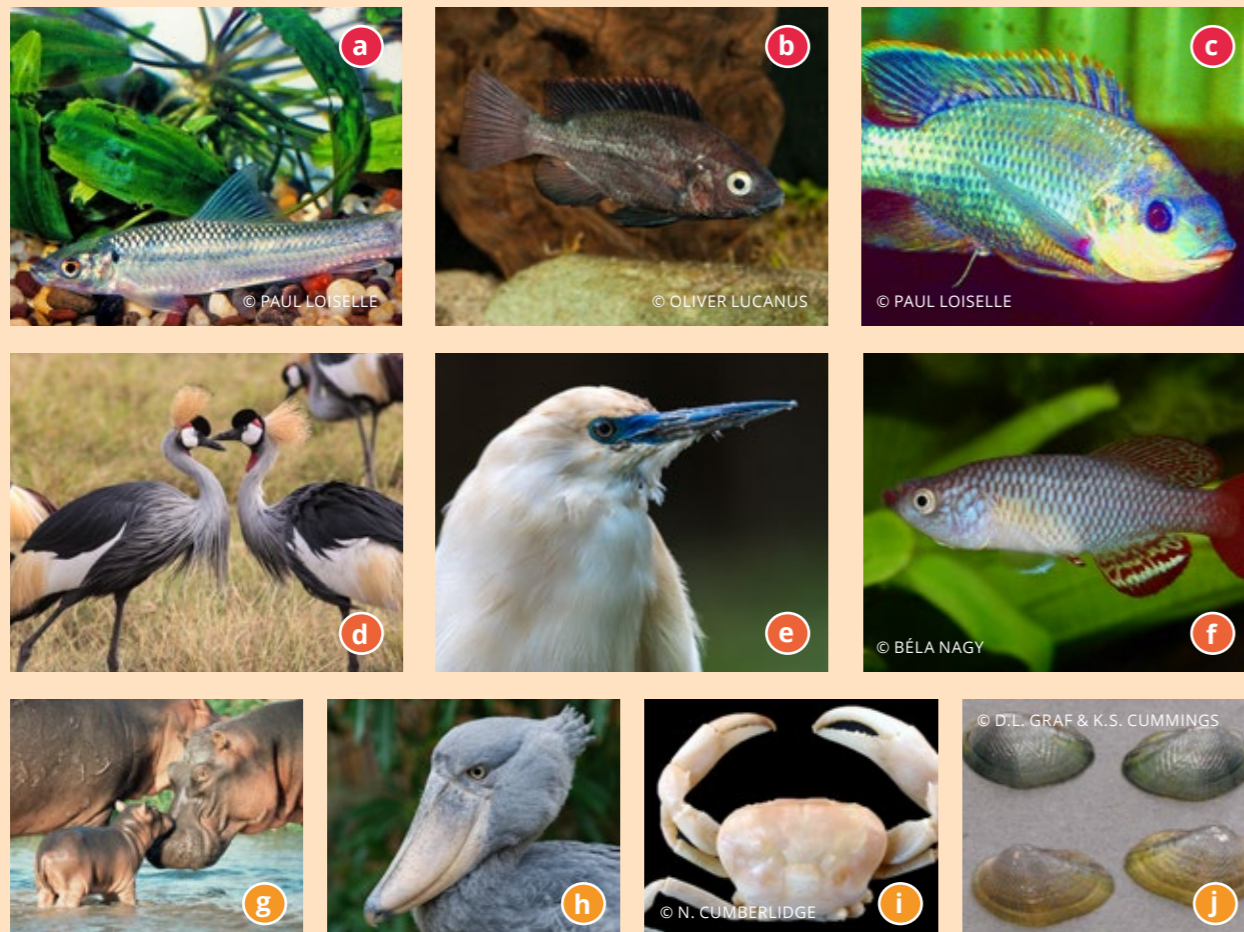 a
© PAUL LOISELLE
b
© OLIVER LUCANUS
c
© PAUL LOISELLE
d
e
© BÉLA NAGY
f
g
h
© N. CUMBERLIDGE
i
© D.L. GRAF & K.S. CUMMINGS
j